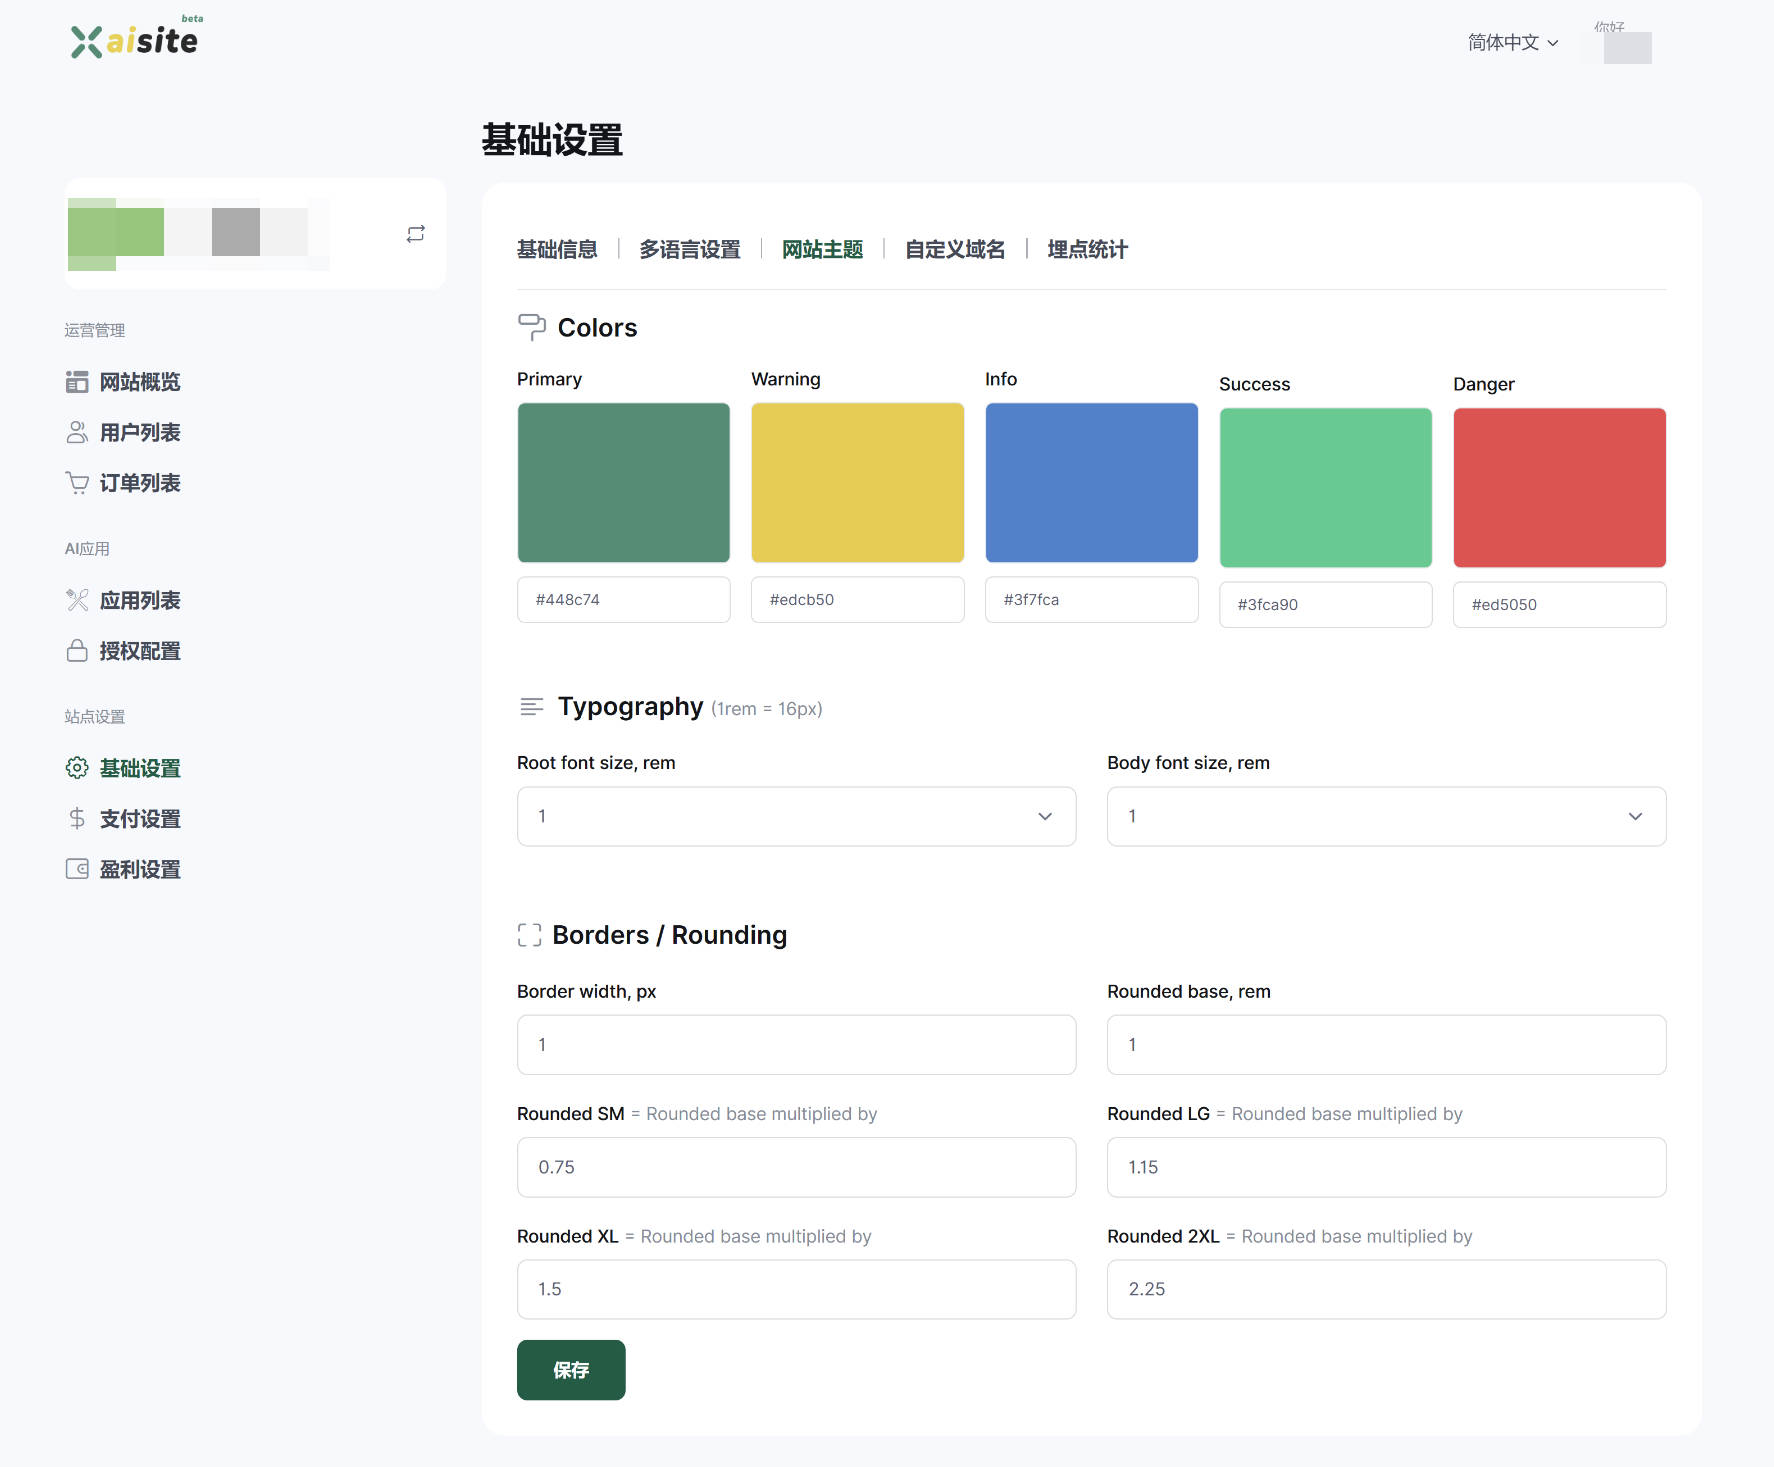 aisite beta
简体中文
你好
基础设置
基础信息 多语言设置 网站主题 自定义域名 埋点统计
运营管理
网站概览
用户列表
订单列表
AI应用
应用列表
授权配置
站点设置
基础设置
支付设置
盈利设置
Colors
Primary Warning Info Success Danger
#448c74 #edcb50 #3f7fca #3fca90 #ed5050
Typography (1rem = 16px)
Root font size, rem Body font size, rem
1 1
Borders / Rounding
Border width, px Rounded base, rem
1 1
Rounded SM = Rounded base multiplied by Rounded LG = Rounded base multiplied by
0.75 1.15
Rounded XL = Rounded base multiplied by Rounded 2XL = Rounded base multiplied by
1.5 2.25
保存